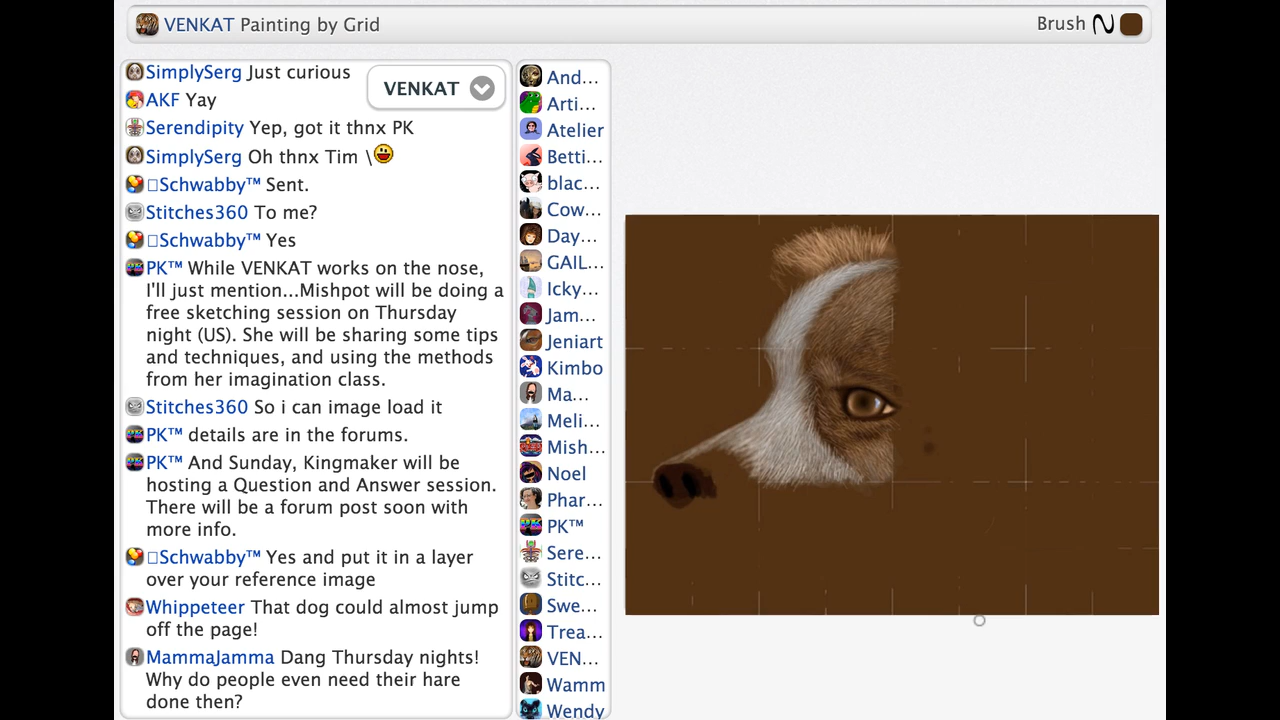 VENKAT Painting by Grid
Brush
SimplySerg Just curious
VENKAT
AKF Yay
Serendipity Yep, got it thnx PK
SimplySerg Oh thnx Tim \
Schwabby™ Sent.
Stitches360 To me?
Schwabby™ Yes
PK™ While VENKAT works on the nose,
I'll just mention...Mishpot will be doing a
free sketching session on Thursday
night (US). She will be sharing some tips
and techniques, and using the methods
from her imagination class.
Stitches360 So i can image load it
PK™ details are in the forums.
PK™ And Sunday, Kingmaker will be
hosting a Question and Answer session.
There will be a forum post soon with
more info.
Schwabby™ Yes and put it in a layer
over your reference image
Whippeteer That dog could almost jump
off the page!
MammaJamma Dang Thursday nights!
Why do people even need their hare
done then?
And...
Arti...
Atelier
Betti...
blac...
Cow...
Day...
GAIL...
Icky...
Jam...
Jeniart
Kimbo
Ma...
Meli...
Mish...
Noel
Phar...
PK™
Sere...
Stitc...
Swe...
Trea...
VEN...
Wamm
Wendy